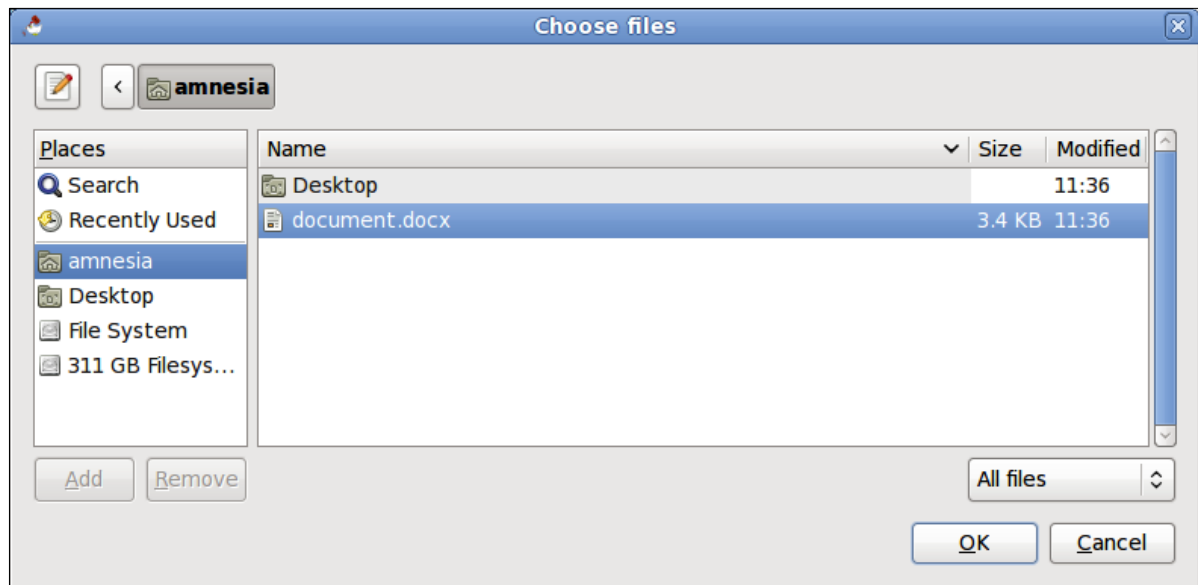 Choose files
amnesia
Places
Name Size Modified
Search
Desktop 11:36
Recently Used
document.docx 3.4 KB 11:36
amnesia
Desktop
File System
311 GB Filesys...
Add Remove
All files
OK Cancel